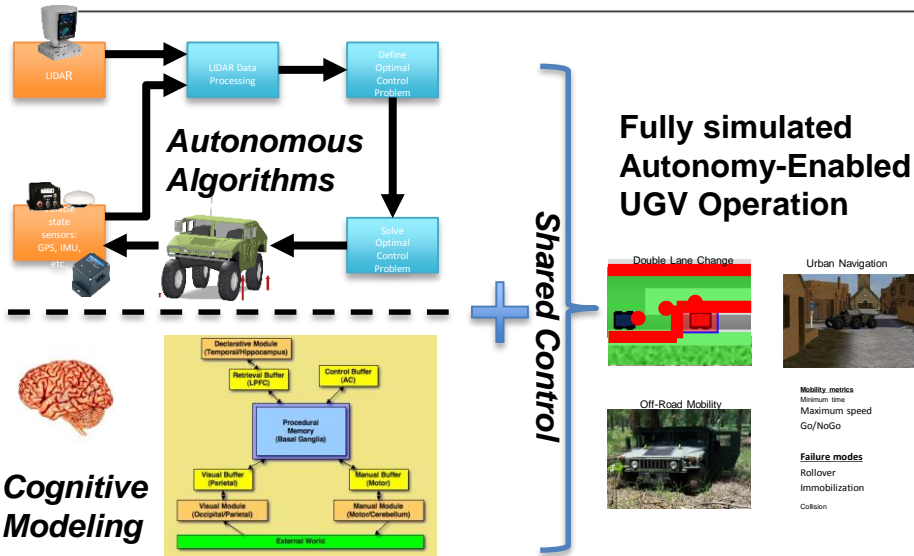 LIDAR
LIDAR Data
Processing
Define
Optimal
Control
Problem
Autonomous
Algorithms
Vehicle
state
sensors:
GPS, IMU,
etc
Solve
Optimal
Control
Problem
Cognitive
Modeling
Declarative Module
(Temporal/Hippocampus)
Retrieval Buffer
(LPFC)
Control Buffer
(AC)
Procedural
Memory
(Basal Ganglia)
Visual Buffer
(Parietal)
Manual Buffer
(Motor)
Visual Module
(Occipital/Parietal)
Manual Module
(Motor/Cerebellum)
External World
Shared Control
Fully simulated
Autonomy-Enabled
UGV Operation
Double Lane Change
Urban Navigation
Off-Road Mobility
Mobility metrics
Minimum time
Maximum speed
Go/NoGo
Failure modes
Rollover
Immobilization
Collision